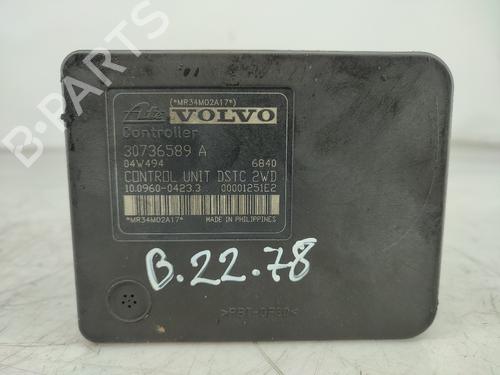 (*MR34M02A17*)
Ate VOLVO
Controller
30736589 A
04W494 6840
CONTROL UNIT DSTC 2WD
10.0960-0423.3 00001251E2
*MR34M02A17* MADE IN PHILIPPINES
B.22.78
B-PARTS